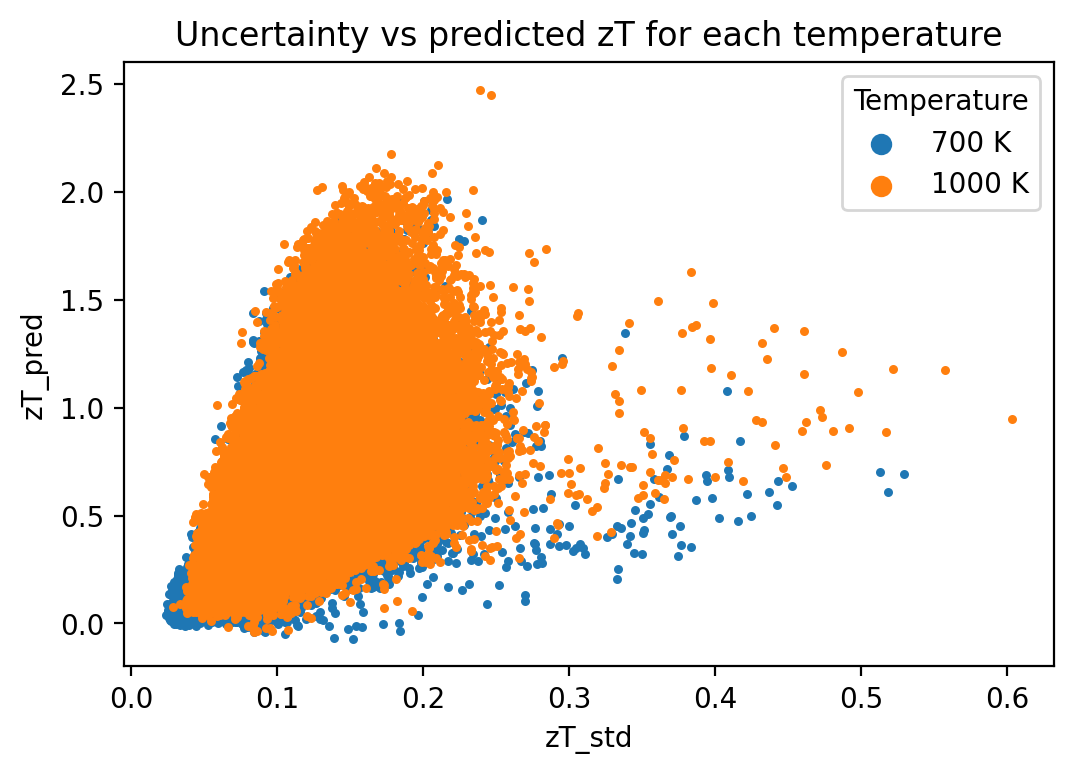 Uncertainty vs predicted zT for each temperature
Temperature
700 K
1000 K
zT_pred
2.5
2.0
1.5
1.0
0.5
0.0
0.0 0.1 0.2 0.3 0.4 0.5 0.6
zT_std